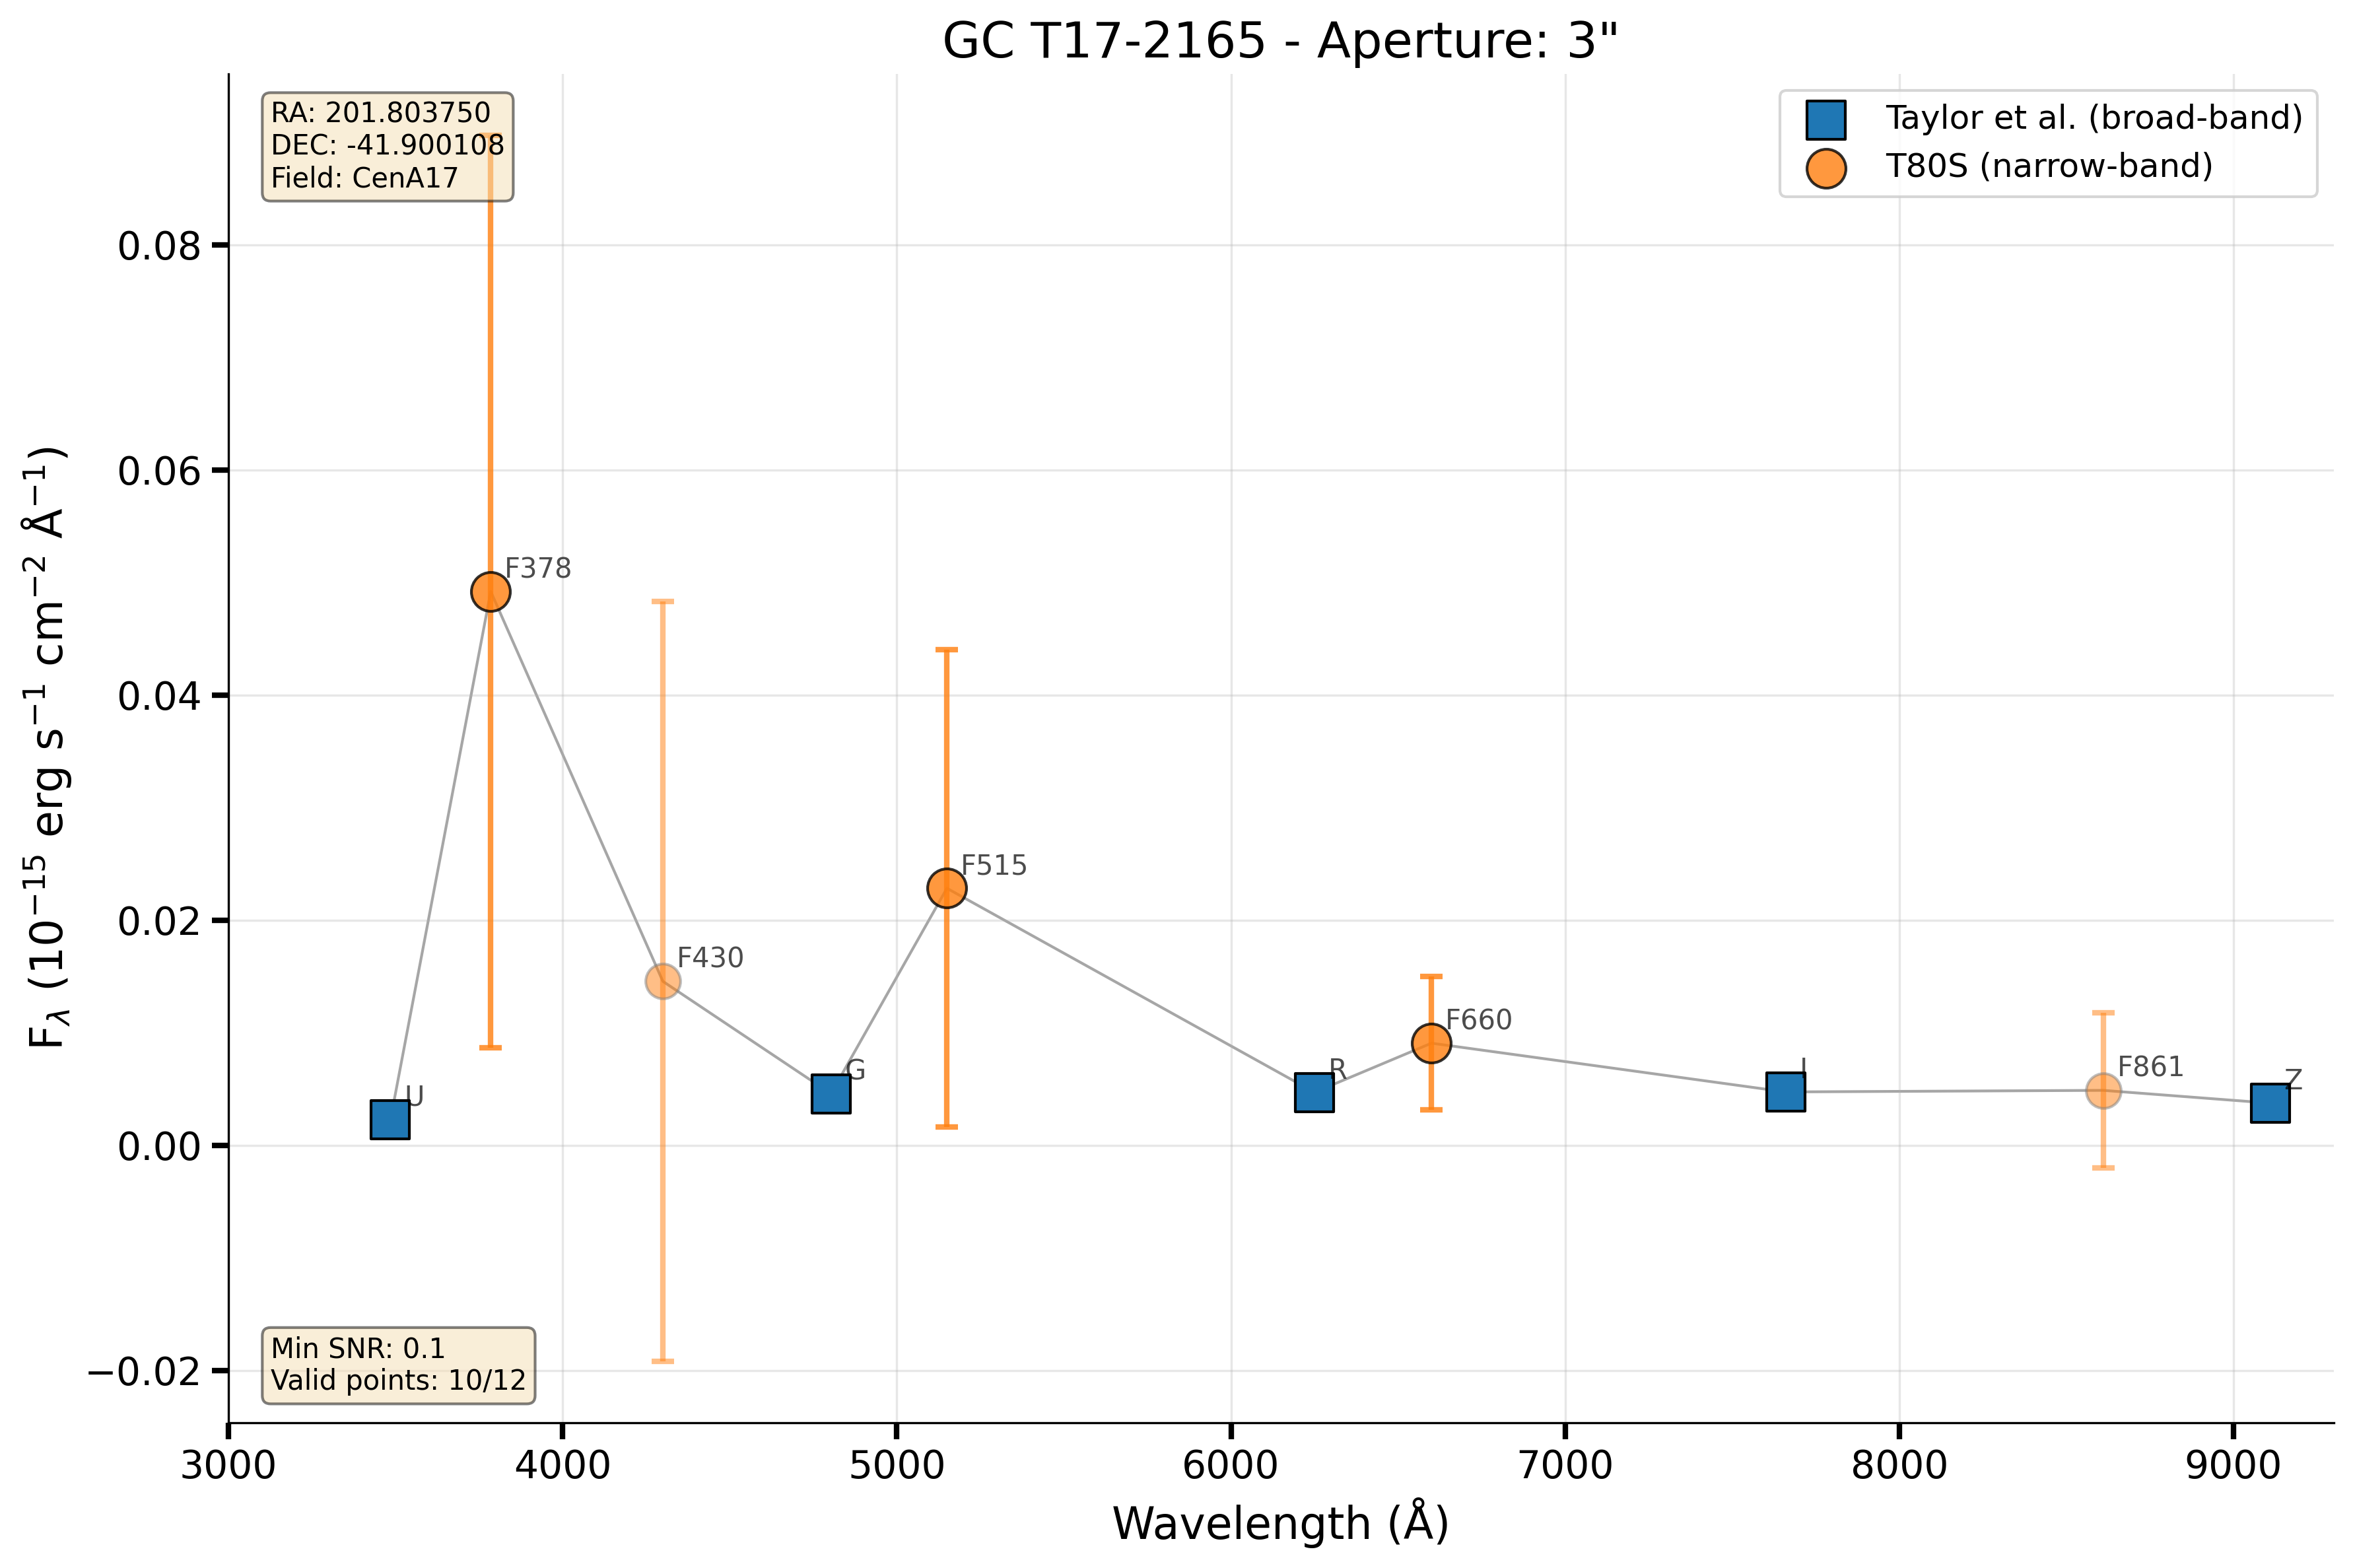 GC T17-2165 - Aperture: 3"
RA: 201.803750
DEC: -41.900108
Field: CenA17
Taylor et al. (broad-band)
T80S (narrow-band)
0.08
0.06
0.04
0.02
0.00
−0.02
F$_{λ}$ (10$^{−15}$ erg s$^{−1}$ cm$^{−2}$ Å$^{−1}$)
U
F378
F430
G
F515
R
F660
I
F861
Z
Min SNR: 0.1
Valid points: 10/12
3000 4000 5000 6000 7000 8000 9000
Wavelength (Å)